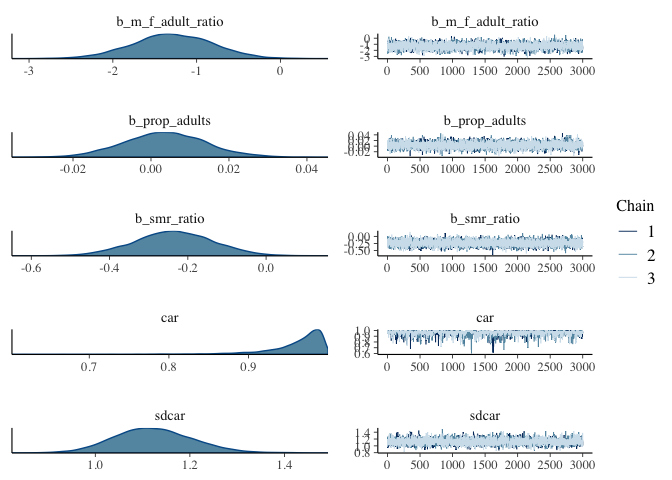 b_m_f_adult_ratio
-3 -2 -1 0
b_m_f_adult_ratio
0
-1
-2
-3
0 500 1000 1500 2000 2500 3000
b_prop_adults
-0.02 0.00 0.02 0.04
b_prop_adults
0.04
0.02
0.00
-0.02
0 500 1000 1500 2000 2500 3000
b_smr_ratio
-0.6 -0.4 -0.2 0.0
b_smr_ratio
0.00
-0.25
-0.50
0 500 1000 1500 2000 2500 3000
car
0.7 0.8 0.9
car
1.0
0.9
0.8
0.7
0.6
0 500 1000 1500 2000 2500 3000
sdcar
1.0 1.2 1.4
sdcar
1.4
1.2
1.0
0.8
0 500 1000 1500 2000 2500 3000
Chain
1
2
3